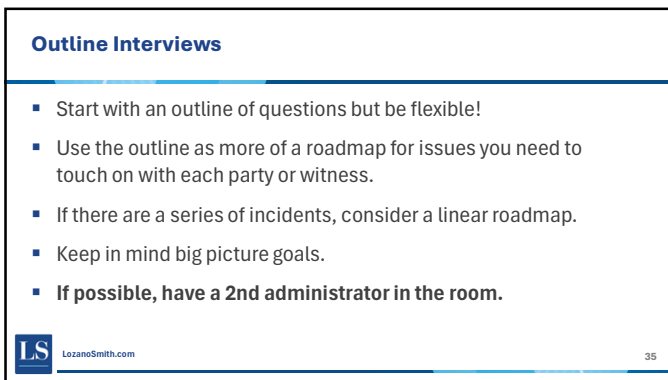 Outline Interviews
▪ Start with an outline of questions but be flexible!
▪ Use the outline as more of a roadmap for issues you need to
touch on with each party or witness.
▪ If there are a series of incidents, consider a linear roadmap.
▪ Keep in mind big picture goals.
▪ If possible, have a 2nd administrator in the room.
LS
LozanoSmith.com
35